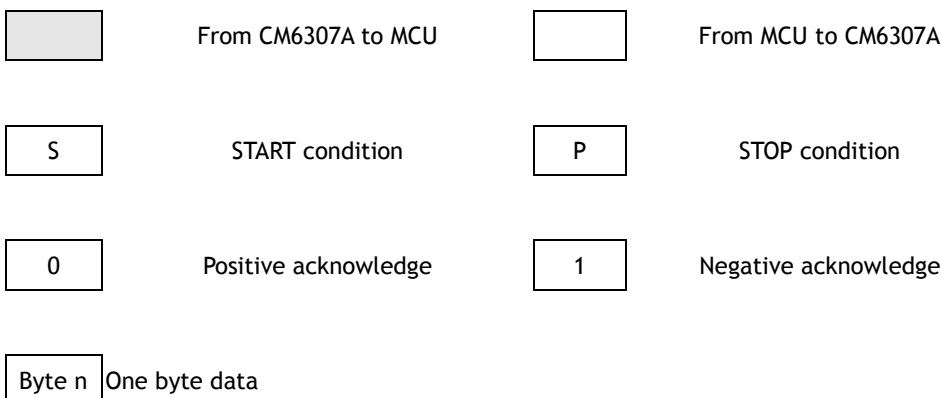 From CM6307A to MCU From MCU to CM6307A
S START condition P STOP condition
0 Positive acknowledge 1 Negative acknowledge
Byte n One byte data